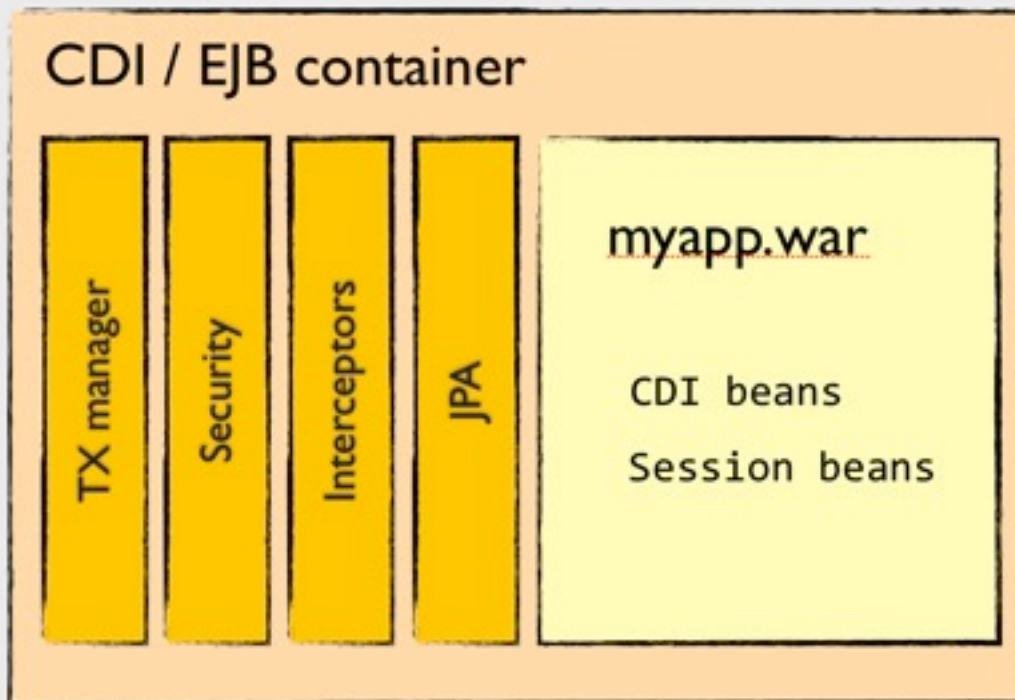 CDI / EJB container
TX manager
Security
Interceptors
JPA
myapp.war
CDI beans
Session beans